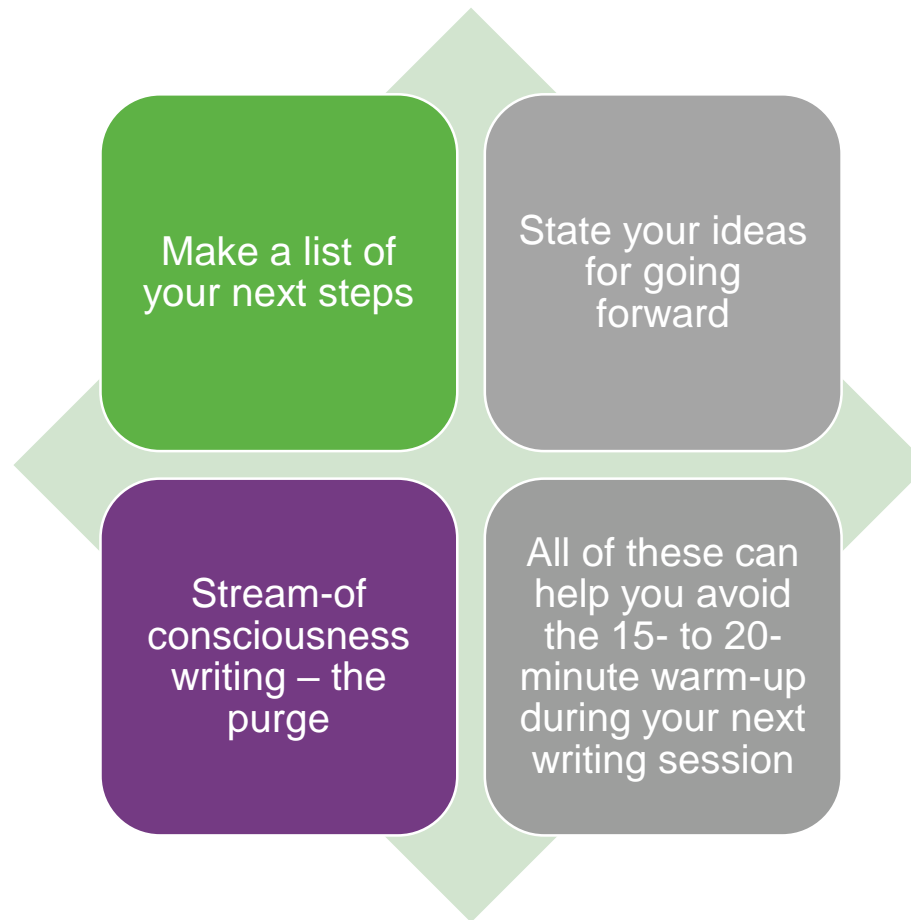 Make a list of
your next steps
State your ideas
for going
forward
Stream-of
consciousness
writing – the
purge
All of these can
help you avoid
the 15- to 20-
minute warm-up
during your next
writing session